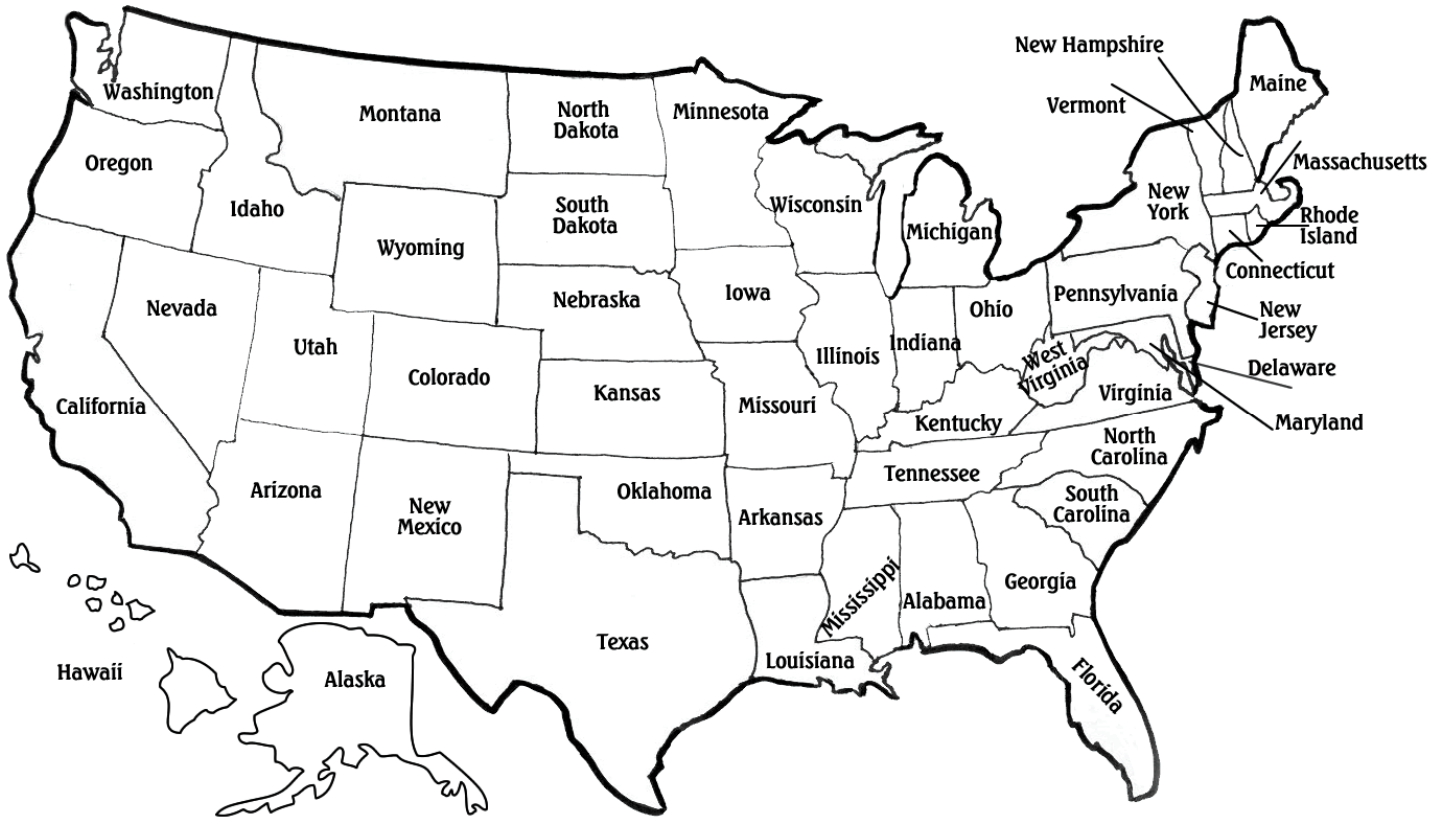 New Hampshire
Maine
Vermont
Washington
Montana
North
Dakota
Minnesota
Oregon
Massachusetts
Idaho
South
Dakota
Wisconsin
New
York
Rhode
Island
Michigan
Wyoming
Connecticut
Nevada
Nebraska
Iowa
Ohio
Pennsylvania
New
Jersey
Utah
Illinois
Indiana
West
Virginia
Delaware
Colorado
Kansas
California
Missouri
Kentucky
Virginia
Maryland
North
Carolina
Tennessee
Arizona
New
Mexico
Oklahoma
Arkansas
South
Carolina
Mississippi
Alabama
Georgia
Texas
Louisiana
Florida
Hawaii
Alaska